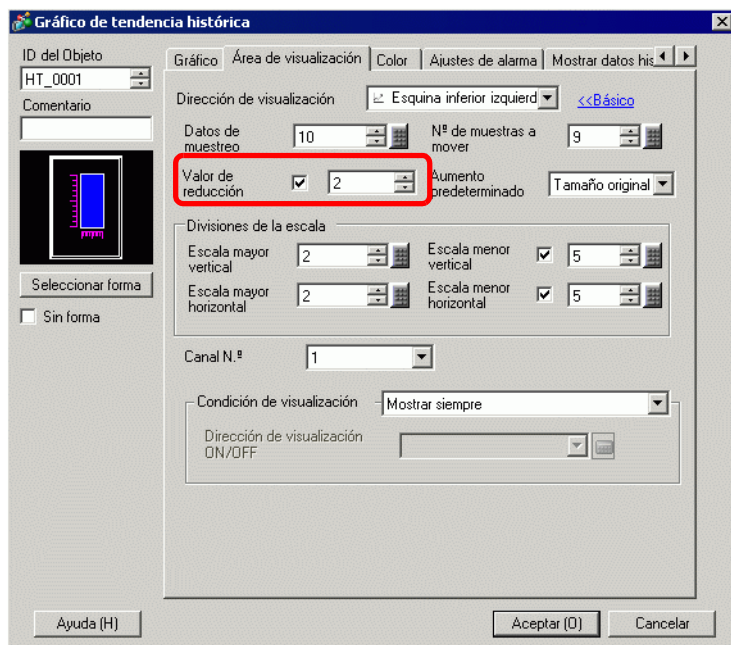 Gráfico de tendencia histórica
ID del Objeto
HT_0001
Comentario
Seleccionar forma
Sin forma
Gráfico
Área de visualización
Color
Ajustes de alarma
Mostrar datos his
Dirección de visualización
Esquina inferior izquierd
<<Básico
Datos de
muestreo
10
Nº de muestras a
mover
9
Valor de
reducción
2
Aumento
predeterminado
Tamaño original
Divisiones de la escala
Escala mayor
vertical
2
Escala menor
vertical
5
Escala mayor
horizontal
2
Escala menor
horizontal
5
Canal N.º
1
Condición de visualización
Mostrar siempre
Dirección de visualización
ON/OFF
Ayuda (H)
Aceptar (O)
Cancelar